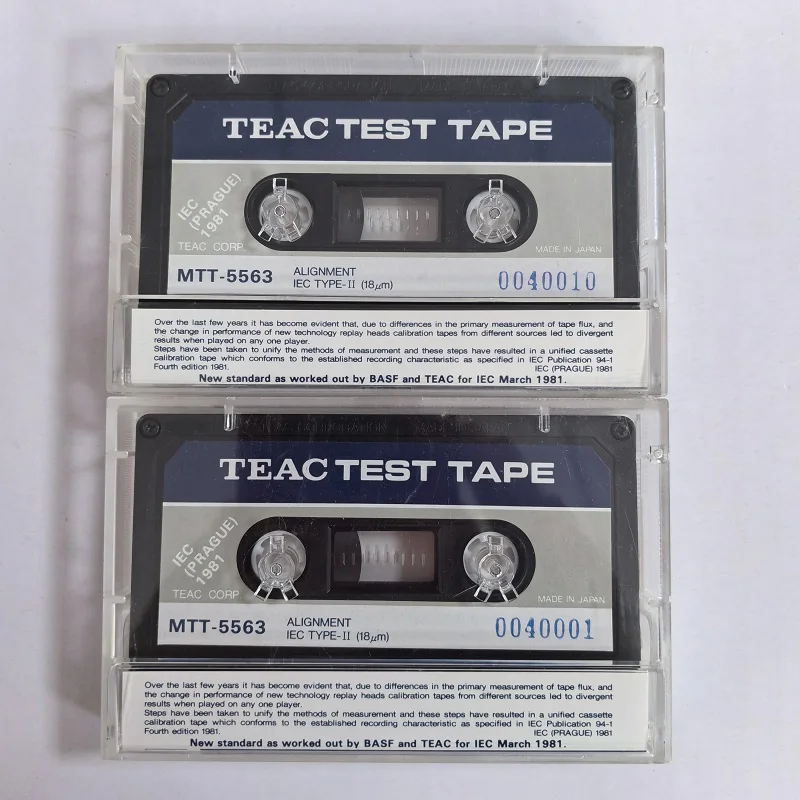 TEAC TEST TAPE
IEC
(PRAGUE)
1981
TEAC CORP.
MADE IN JAPAN
MTT-5563
ALIGNMENT
IEC TYPE-II (18μm)
0040010
Over the last few years it has become evident that, due to differences in the primary measurement of tape flux, and
the change in performance of new technology replay heads calibration tapes from different sources led to divergent
results when played on any one player.
Steps have been taken to unify the methods of measurement and these steps have resulted in a unified cassette
calibration tape which conforms to the established recording characteristic as specified in IEC Publication 94-1
Fourth edition 1981. IEC (PRAGUE) 1981
New standard as worked out by BASF and TEAC for IEC March 1981.
TEAC TEST TAPE
IEC
(PRAGUE)
1981
TEAC CORP
MADE IN JAPAN
MTT-5563
ALIGNMENT
IEC TYPE-II (18μm)
0040001
Over the last few years it has become evident that, due to differences in the primary measurement of tape flux, and
the change in performance of new technology replay heads calibration tapes from different sources led to divergent
results when played on any one player.
Steps have been taken to unify the methods of measurement and these steps have resulted in a unified cassette
calibration tape which conforms to the established recording characteristic as specified in IEC Publication 94-1
Fourth edition 1981. IEC (PRAGUE) 1981
New standard as worked out by BASF and TEAC for IEC March 1981.